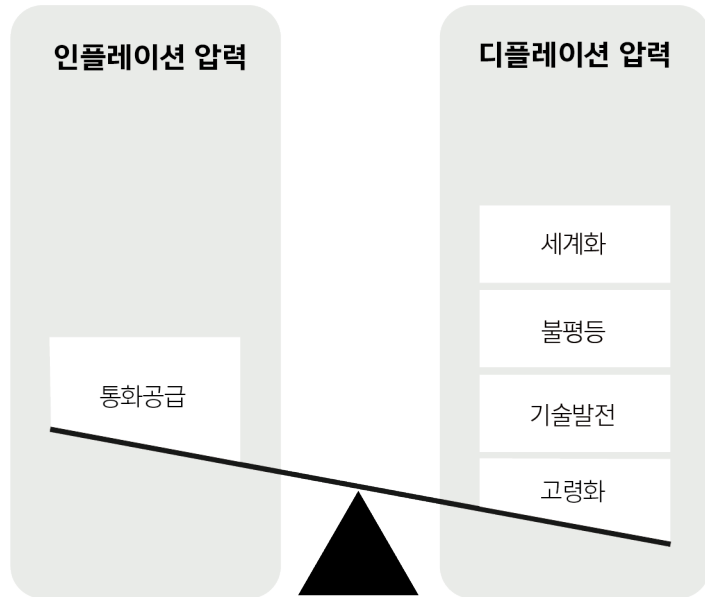 인플레이션 압력
디플레이션 압력
세계화
불평등
통화공급
기술발전
고령화